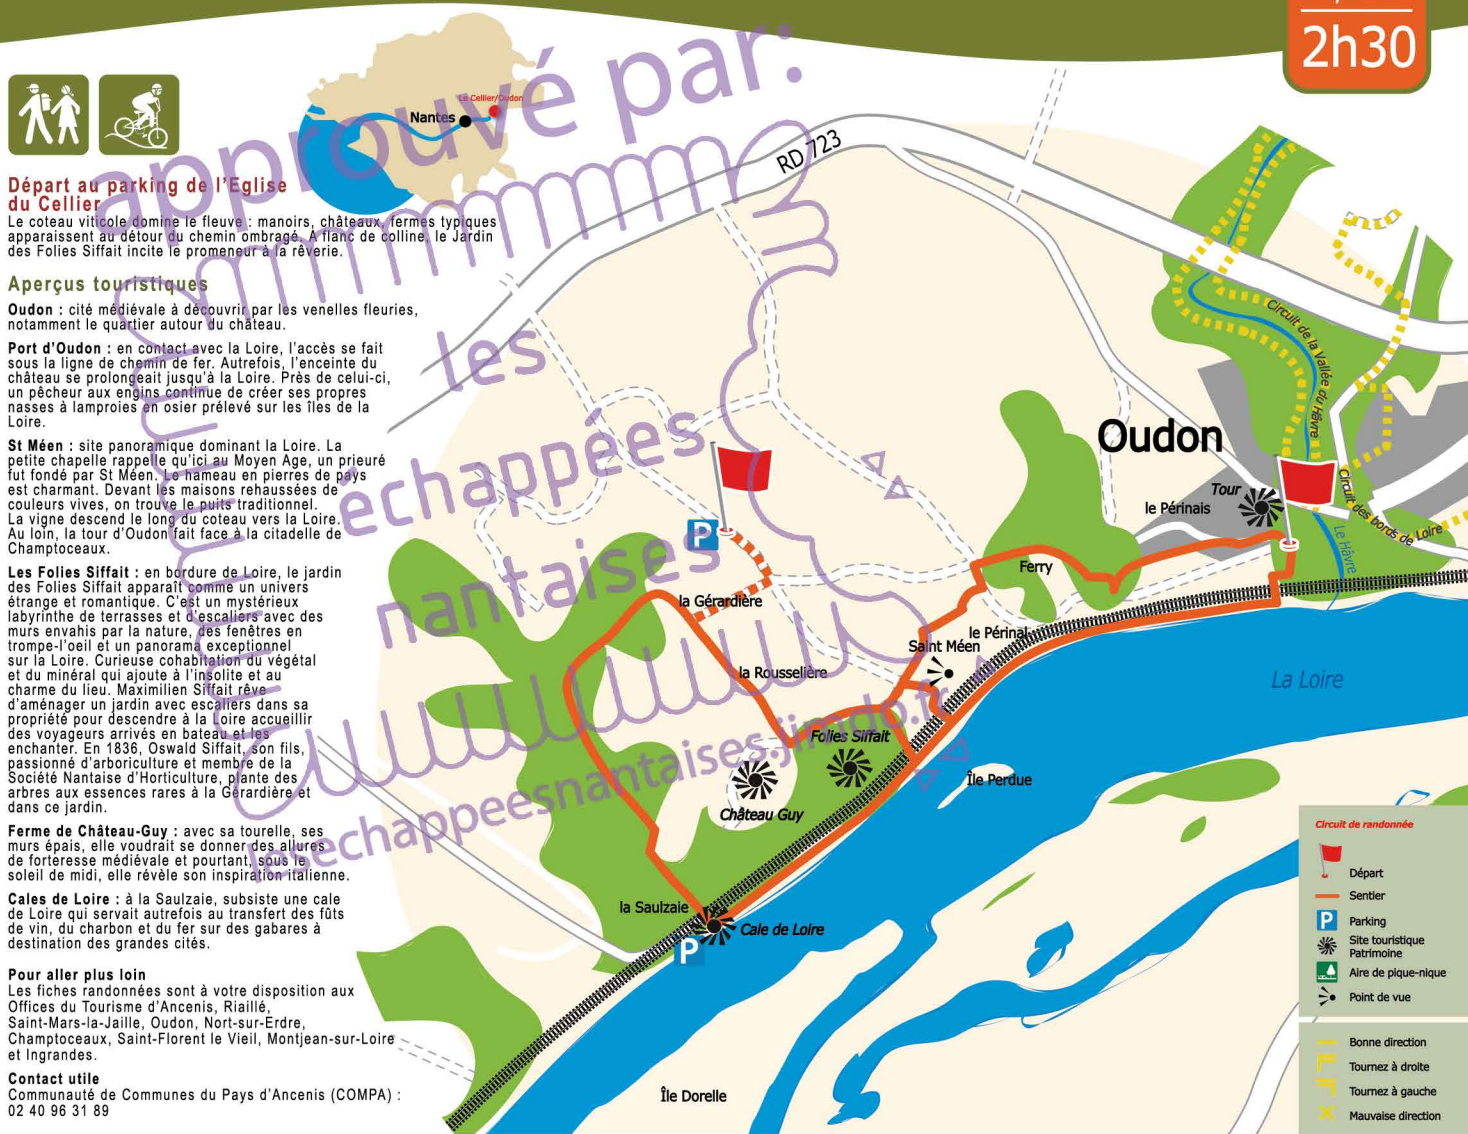 2h30
approuvé par:
les
échappées
nantaises
lesechappeesnantaises.jimdo.fr
Le Cellier/Oudon
Nantes
Départ au parking de l'Eglise
du Cellier
Le coteau viticole domine le fleuve : manoirs, châteaux, fermes typiques
apparaissent au détour du chemin ombragé. A flanc de colline, le Jardin
des Folies Siffait incite le promeneur à la rêverie.
Aperçus touristiques
Oudon : cité médiévale à découvrir par les venelles fleuries,
notamment le quartier autour du château.
Port d'Oudon : en contact avec la Loire, l'accès se fait
sous la ligne de chemin de fer. Autrefois, l'enceinte du
château se prolongeait jusqu'à la Loire. Près de celui-ci,
un pêcheur aux engins continue de créer ses propres
nasses à lamproies en osier prélevé sur les îles de la
Loire.
St Méen : site panoramique dominant la Loire. La
petite chapelle rappelle qu'ici au Moyen Age, un prieuré
fut fondé par St Méen. Le hameau en pierres de pays
est charmant. Devant les maisons rehaussées de
couleurs vives, on trouve le puits traditionnel.
La vigne descend le long du coteau vers la Loire.
Au loin, la tour d'Oudon fait face à la citadelle de
Champtoceaux.
Les Folies Siffait : en bordure de Loire, le jardin
des Folies Siffait apparaît comme un univers
étrange et romantique. C'est un mystérieux
labyrinthe de terrasses et d'escaliers avec des
murs envahis par la nature, des fenêtres en
trompe-l'oeil et un panorama exceptionnel
sur la Loire. Curieuse cohabitation du végétal
et du minéral qui ajoute à l'insolite et au
charme du lieu. Maximilien Siffait rêve
d'aménager un jardin avec escaliers dans sa
propriété pour descendre à la Loire accueillir
des voyageurs arrivés en bateau et les
enchanter. En 1836, Oswald Siffait, son fils,
passionné d'arboriculture et membre de la
Société Nantaise d'Horticulture, plante des
arbres aux essences rares à la Gérardière et
dans ce jardin.
Ferme de Château-Guy : avec sa tourelle, ses
murs épais, elle voudrait se donner des allures
de forteresse médiévale et pourtant, sous le
soleil de midi, elle révèle son inspiration italienne.
Cales de Loire : à la Saulzaie, subsiste une cale
de Loire qui servait autrefois au transfert des fûts
de vin, du charbon et du fer sur des gabares à
destination des grandes cités.
Pour aller plus loin
Les fiches randonnées sont à votre disposition aux
Offices du Tourisme d'Ancenis, Riaillé,
Saint-Mars-la-Jaille, Oudon, Nort-sur-Erdre,
Champtoceaux, Saint-Florent le Vieil, Montjean-sur-Loire
et Ingrandes.
Contact utile
Communauté de Communes du Pays d'Ancenis (COMPA) :
02 40 96 31 89
RD 723
Circuit de la Vallée du Hâvre
Oudon
Tour
le Périnais
Circuit des bords de Loire
Le Hâvre
P
Ferry
la Gérardière
le Périnal
Saint Méen
la Rousselière
La Loire
Folies Siffait
Île Perdue
Château Guy
la Saulzaie
Cale de Loire
P
Île Dorelle
Circuit de randonnée
Départ
Sentier
P Parking
Site touristique
Patrimoine
Aire de pique-nique
Point de vue
Bonne direction
Tournez à droite
Tournez à gauche
Mauvaise direction